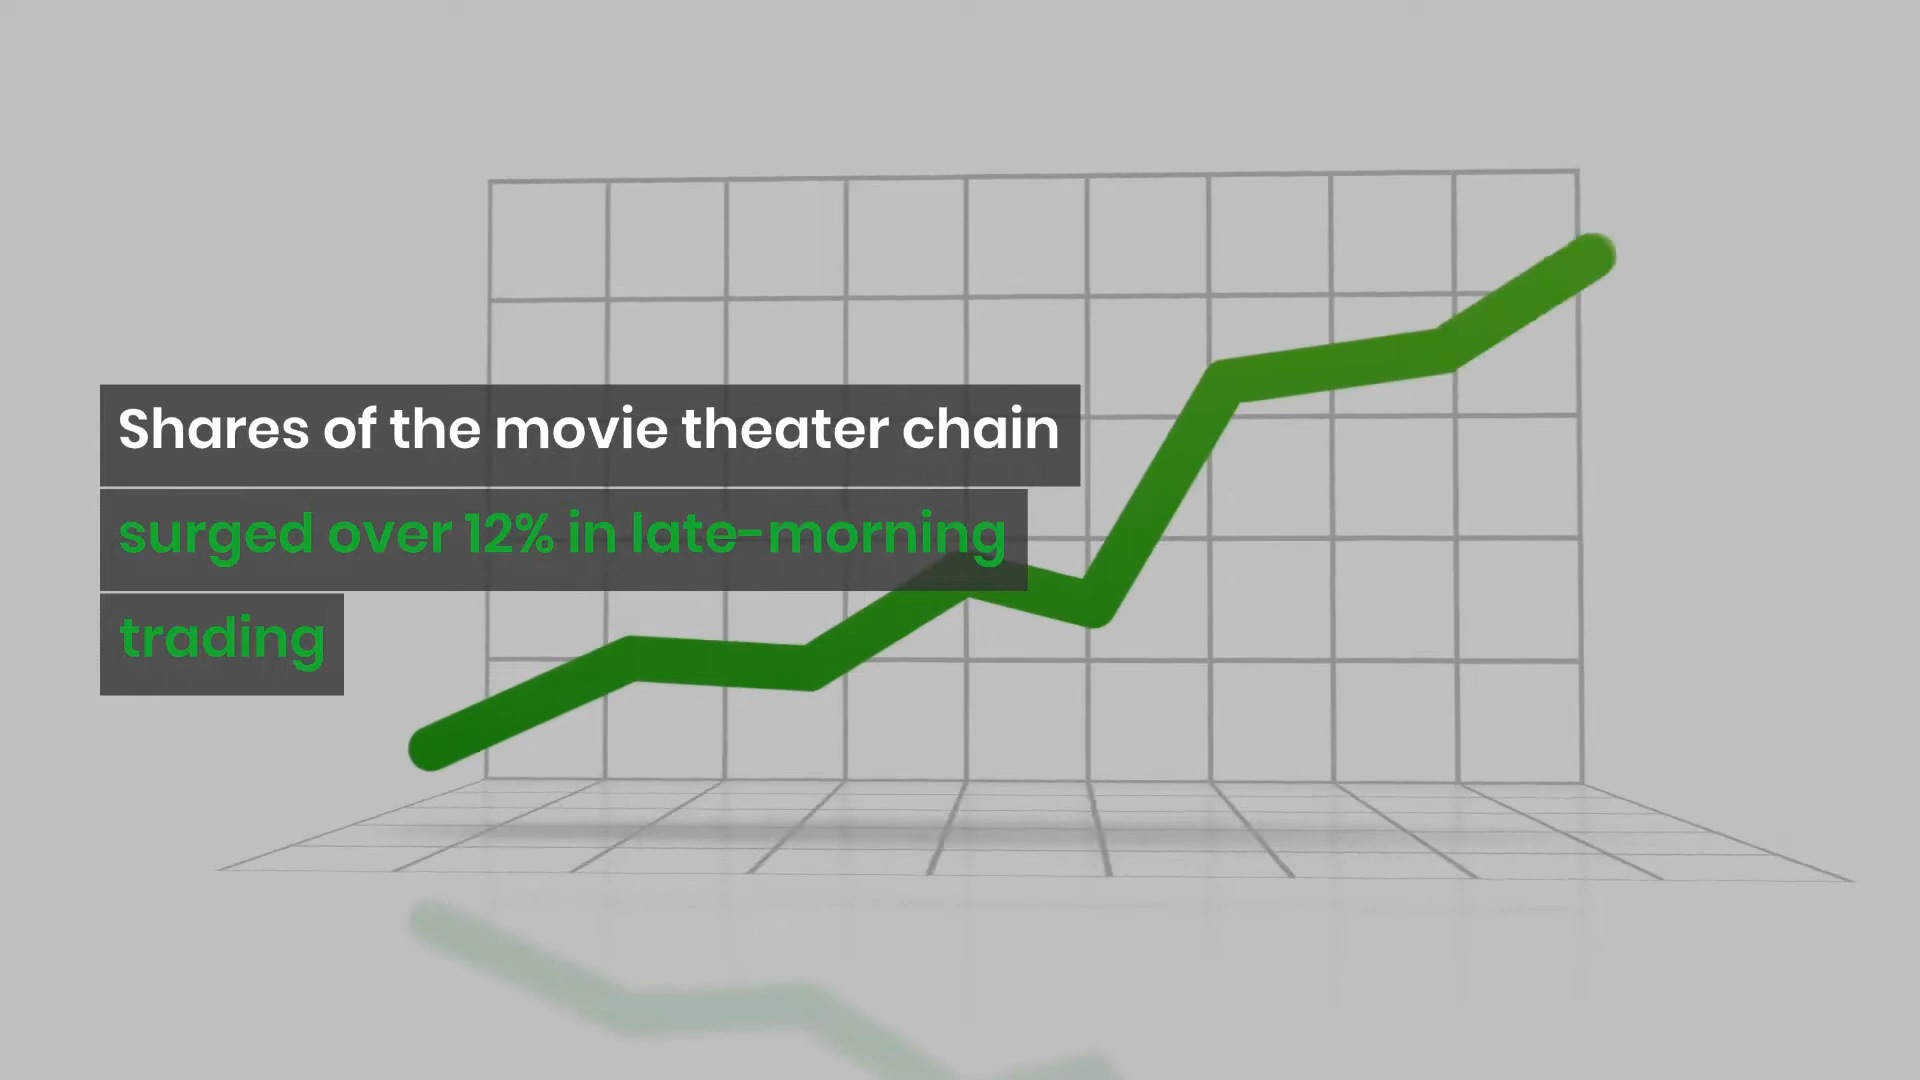 Shares of the movie theater chain
surged over 12% in late-morning
trading